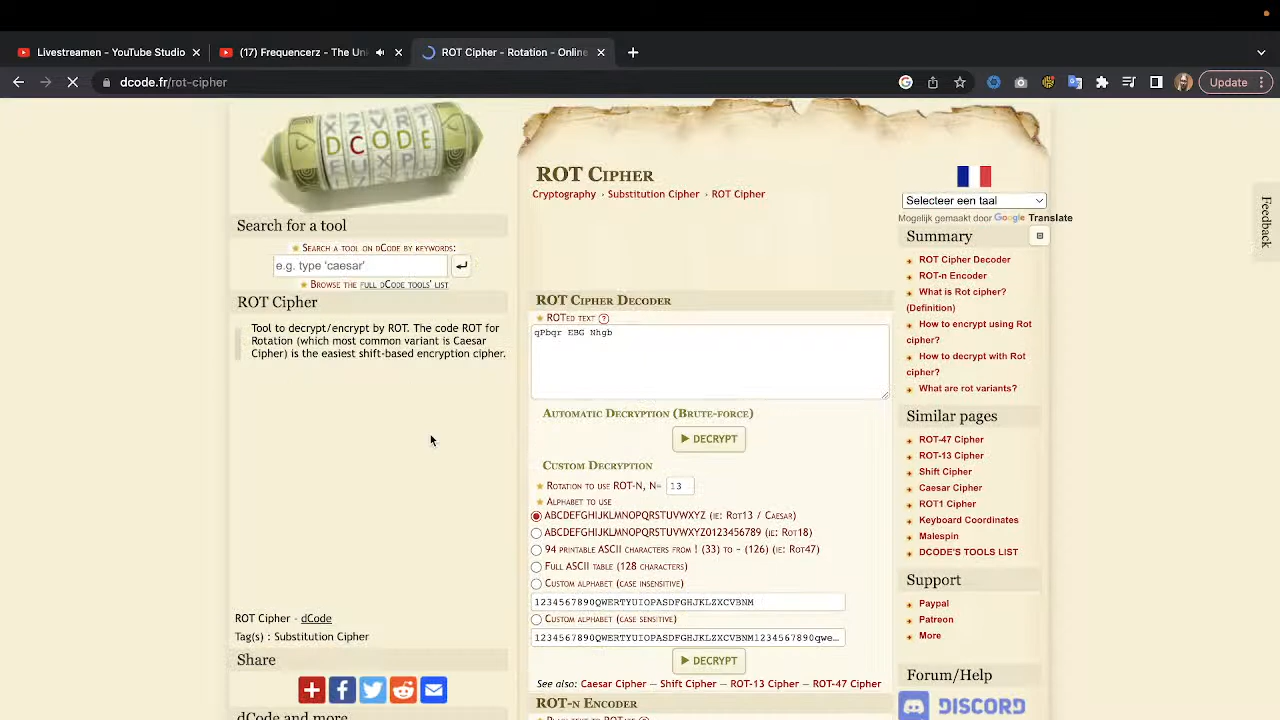 Livestreamen - YouTube Studio
(17) Frequencerz - The Uni
ROT Cipher - Rotation - Online
dcode.fr/rot-cipher
Update
DCODE
Search for a tool
SEARCH A TOOL ON DCODE BY KEYWORDS:
e.g. type 'caesar'
BROWSE THE FULL DCODE TOOLS' LIST
ROT Cipher
Tool to decrypt/encrypt by ROT. The code ROT for
Rotation (which most common variant is Caesar
Cipher) is the easiest shift-based encryption cipher.
ROT Cipher - dCode
Tag(s) : Substitution Cipher
Share
dCode and more
ROT CIPHER
Cryptography › Substitution Cipher › ROT Cipher
ROT CIPHER DECODER
ROTED TEXT ?
qPbqr EBG Nhgb
AUTOMATIC DECRYPTION (BRUTE-FORCE)
DECRYPT
CUSTOM DECRYPTION
ROTATION TO USE ROT-N, N= 13
ALPHABET TO USE
ABCDEFGHIJKLMNOPQRSTUVWXYZ (IE: ROT13 / CAESAR)
ABCDEFGHIJKLMNOPQRSTUVWXYZ0123456789 (IE: ROT18)
94 PRINTABLE ASCII CHARACTERS FROM ! (33) TO ~ (126) (IE: ROT47)
FULL ASCII TABLE (128 CHARACTERS)
CUSTOM ALPHABET (CASE INSENSITIVE)
1234567890QWERTYUIOPASDFGHJKLZXCVBNM
CUSTOM ALPHABET (CASE SENSITIVE)
1234567890QWERTYUIOPASDFGHJKLZXCVBNM1234567890qwe...
DECRYPT
See also: Caesar Cipher — Shift Cipher — ROT-13 Cipher — ROT-47 Cipher
ROT-N ENCODER
Selecteer een taal
Mogelijk gemaakt door Google Translate
Summary
ROT Cipher Decoder
ROT-n Encoder
What is Rot cipher?
(Definition)
How to encrypt using Rot
cipher?
How to decrypt with Rot
cipher?
What are rot variants?
Similar pages
ROT-47 Cipher
ROT-13 Cipher
Shift Cipher
Caesar Cipher
ROT1 Cipher
Keyboard Coordinates
Malespin
DCODE'S TOOLS LIST
Support
Paypal
Patreon
More
Forum/Help
DISCORD
Feedback